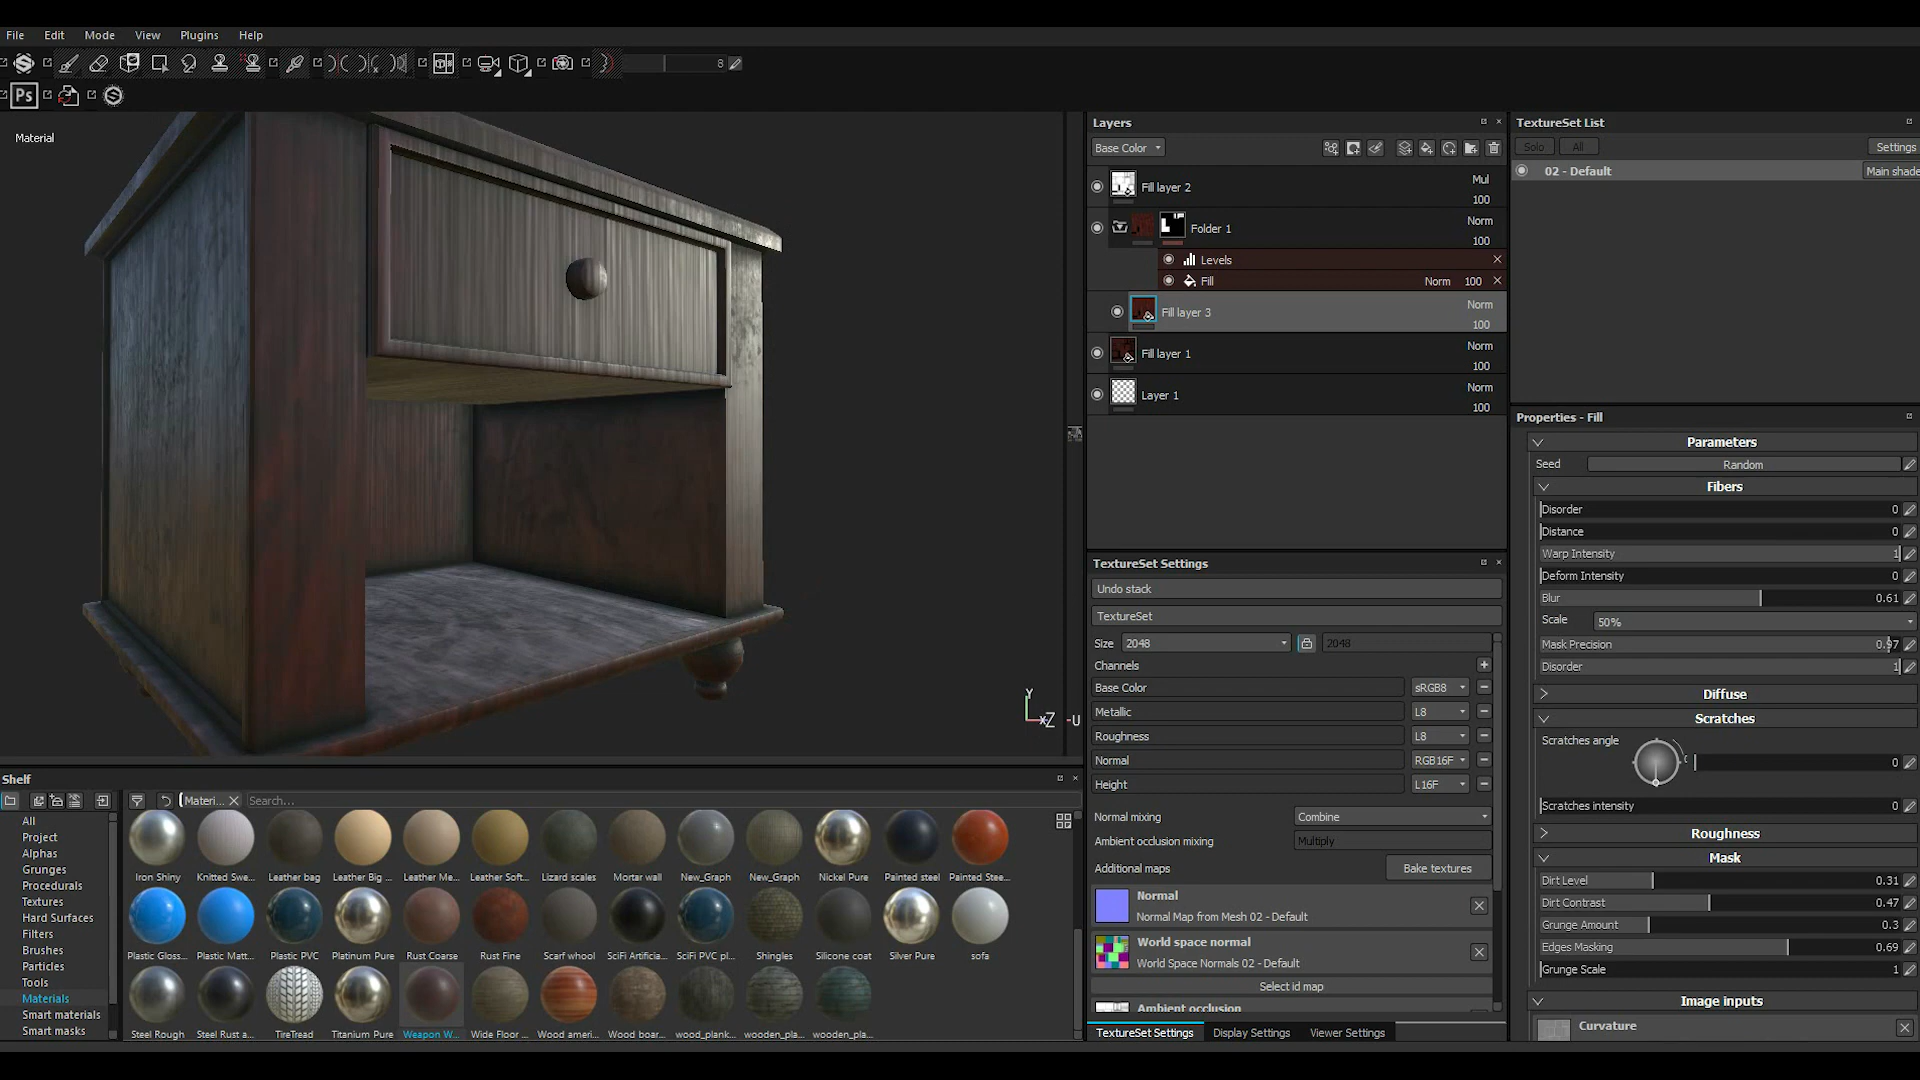 File Edit Mode View Plugins Help
8
Ps
Material
Y
Z
-U
Layers
Base Color
Fill layer 2 Mul 100
Folder 1 Norm 100
Levels
Fill Norm 100
Fill layer 3 Norm 100
Fill layer 1 Norm 100
Layer 1 Norm 100
TextureSet List
Solo All Settings
02 - Default Main shade
TextureSet Settings
Undo stack
TextureSet
Size 2048 2048
Channels
Base Color sRGB8
Metallic L8
Roughness L8
Normal RGB16F
Height L16F
Normal mixing Combine
Ambient occlusion mixing Multiply
Additional maps Bake textures
Normal
Normal Map from Mesh 02 - Default
World space normal
World Space Normals 02 - Default
Select id map
Ambient occlusion
TextureSet Settings Display Settings Viewer Settings
Properties - Fill
Parameters
Seed Random
Fibers
Disorder 0
Distance 0
Warp Intensity 1
Deform Intensity 0
Blur 0.61
Scale 50%
Mask Precision 0.97
Disorder 1
Diffuse
Scratches
Scratches angle 0
Scratches intensity 0
Roughness
Mask
Dirt Level 0.31
Dirt Contrast 0.47
Grunge Amount 0.3
Edges Masking 0.69
Grunge Scale 1
Image inputs
Curvature
Shelf
Materi... Search...
All
Project
Alphas
Grunges
Procedurals
Textures
Hard Surfaces
Filters
Brushes
Particles
Tools
Materials
Smart materials
Smart masks
Iron Shiny Knitted Swe... Leather bag Leather Big ... Leather Me... Leather Soft... Lizard scales Mortar wall New_Graph New_Graph Nickel Pure Painted steel Painted Stee...
Plastic Gloss... Plastic Matt... Plastic PVC Platinum Pure Rust Coarse Rust Fine Scarf whool SciFi Artificia... SciFi PVC pl... Shingles Silicone coat Silver Pure sofa
Steel Rough Steel Rust a... TireTread Titanium Pure Weapon W... Wide Floor ... Wood ameri... Wood boar... wood_plank... wooden_pla... wooden_pla...